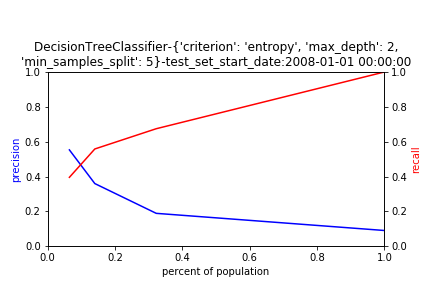 DecisionTreeClassifier-{'criterion': 'entropy', 'max_depth': 2,
'min_samples_split': 5}-test_set_start_date:2008-01-01 00:00:00
1.0
0.8
0.6
0.4
0.2
0.0
precision
1.0
0.8
0.6
0.4
0.2
0.0
recall
0.0 0.2 0.4 0.6 0.8 1.0
percent of population